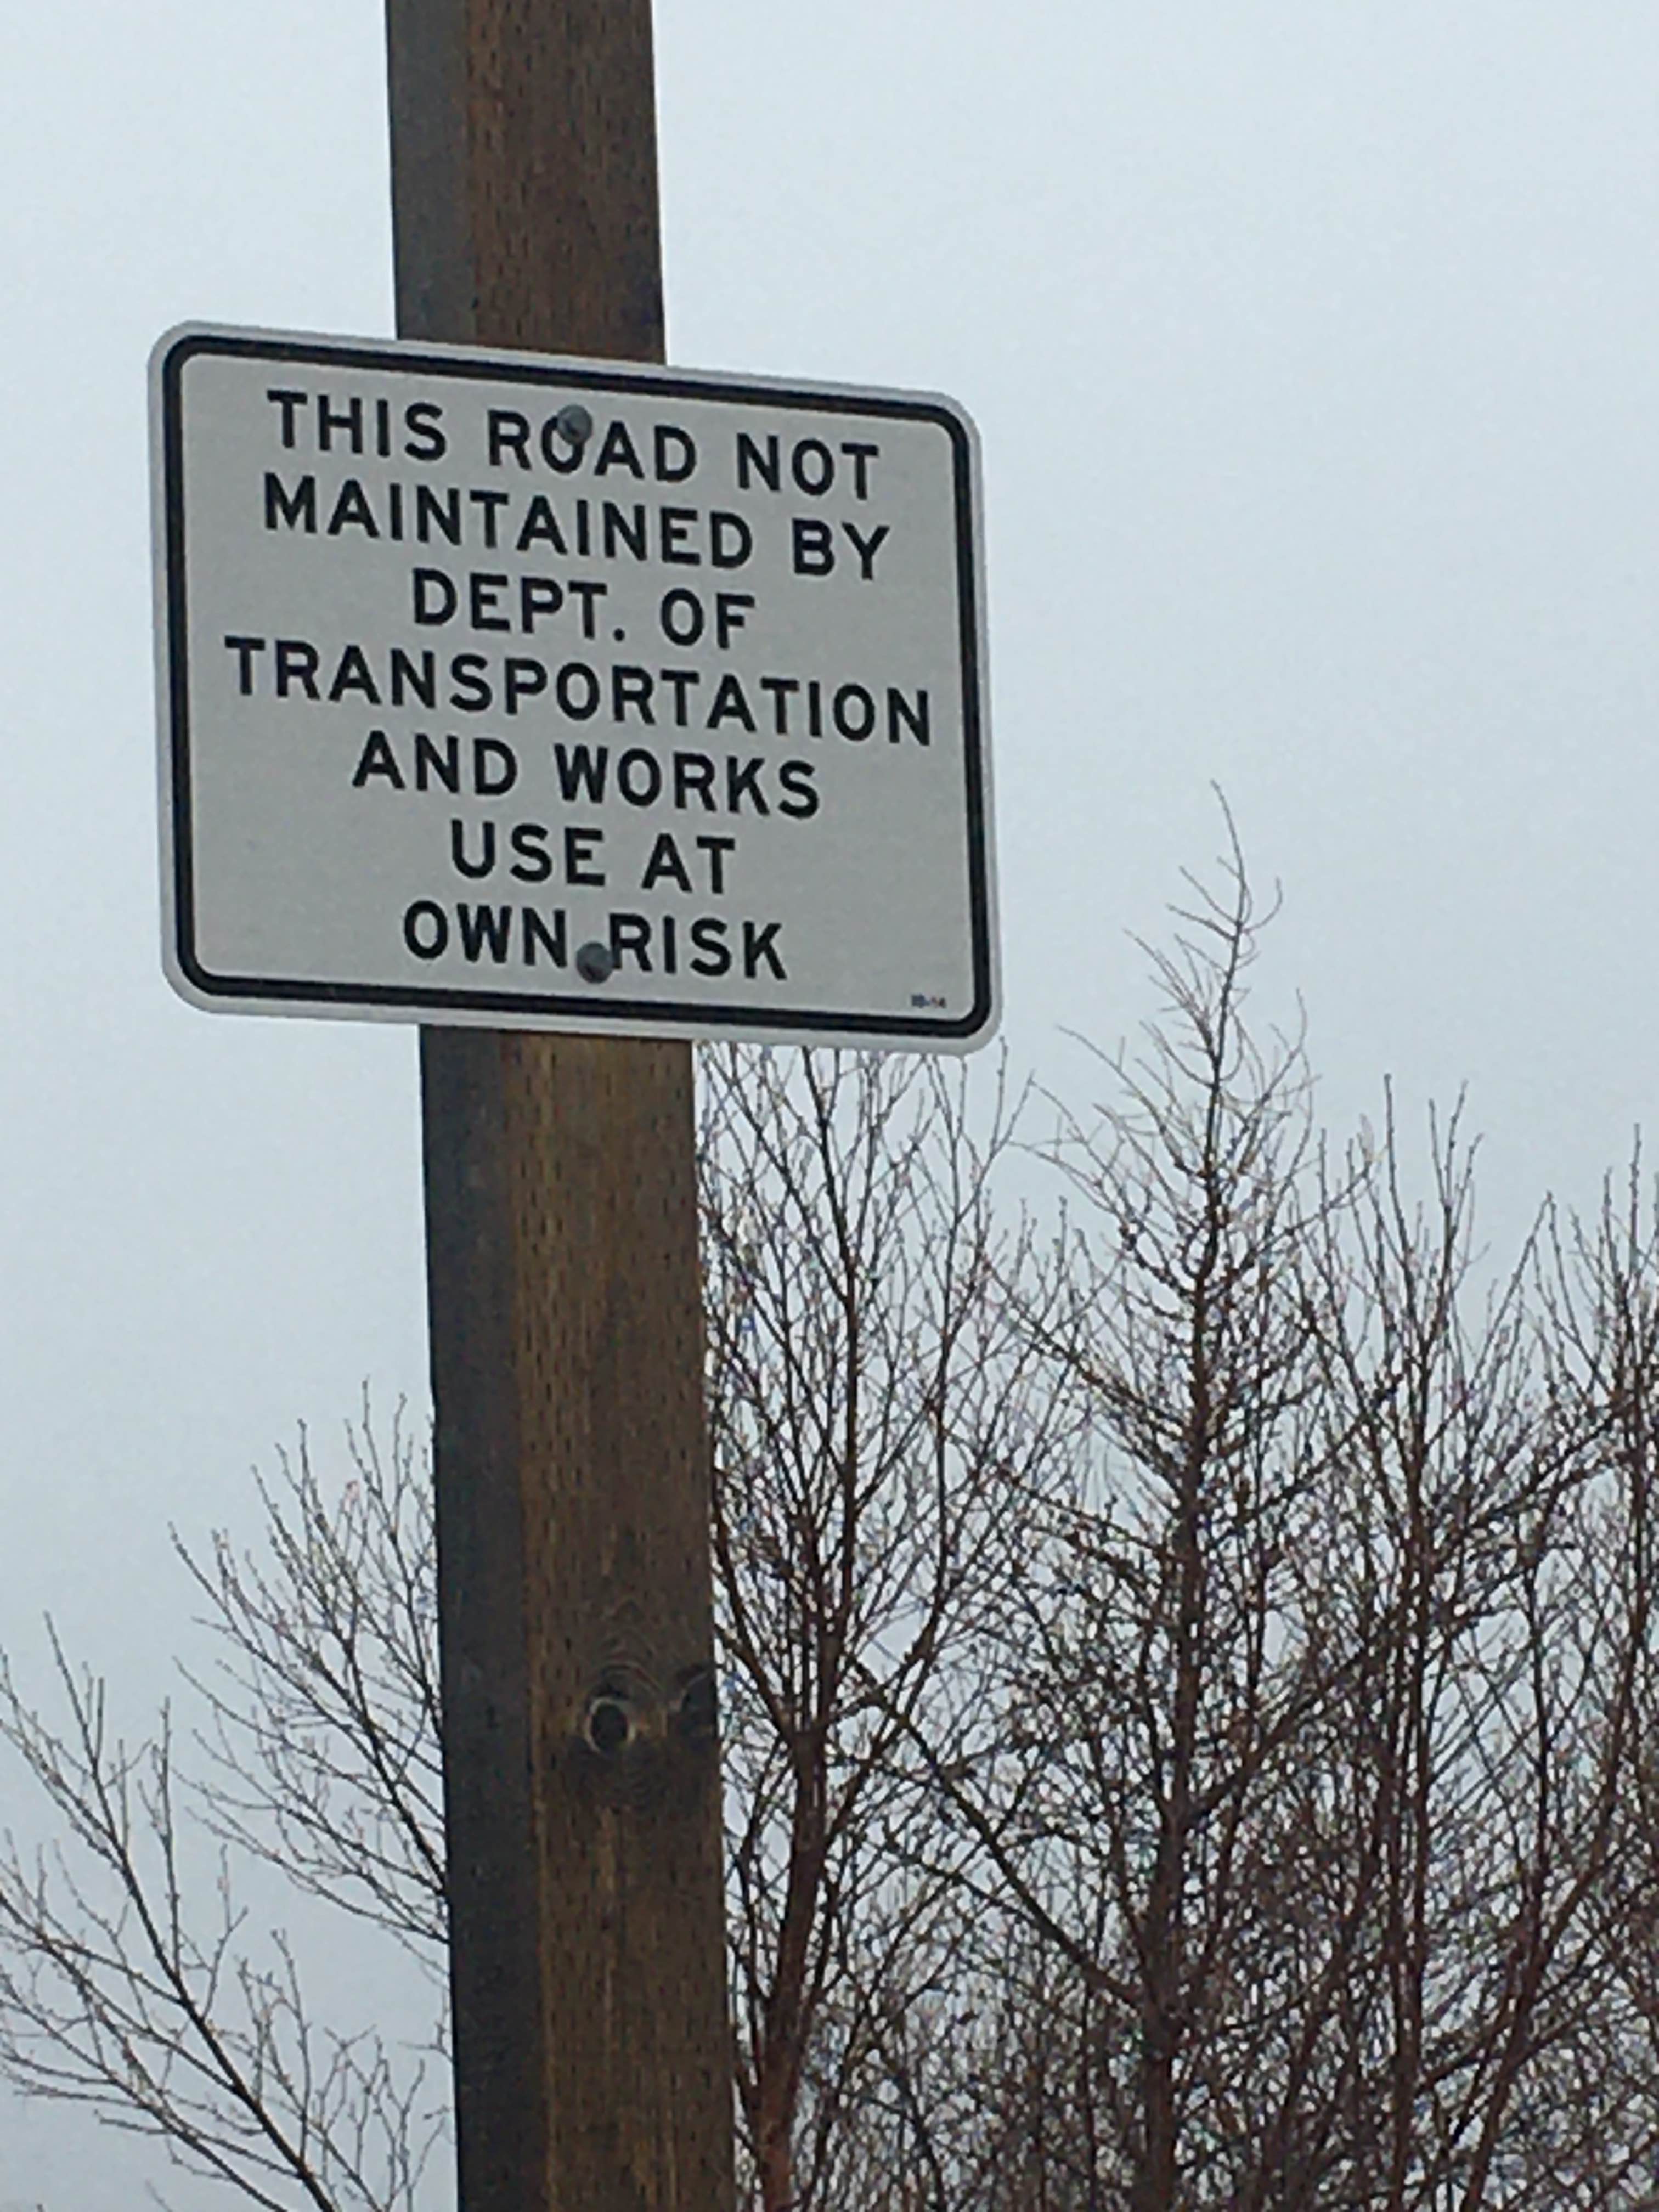 THIS ROAD NOT
MAINTAINED BY
DEPT. OF
TRANSPORTATION
AND WORKS
USE AT
OWN RISK